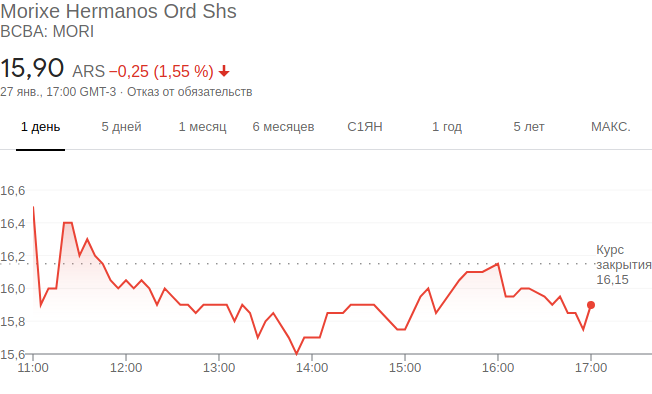 Morixe Hermanos Ord Shs
BCBA: MORI
15,90 ARS −0,25 (1,55 %)
27 янв., 17:00 GMT-3 · Отказ от обязательств
1 день 5 дней 1 месяц 6 месяцев С1ЯН 1 год 5 лет МАКС.
16,6
16,4
16,2
16,0
15,8
15,6
Курс
закрытия
16,15
11:00 12:00 13:00 14:00 15:00 16:00 17:00